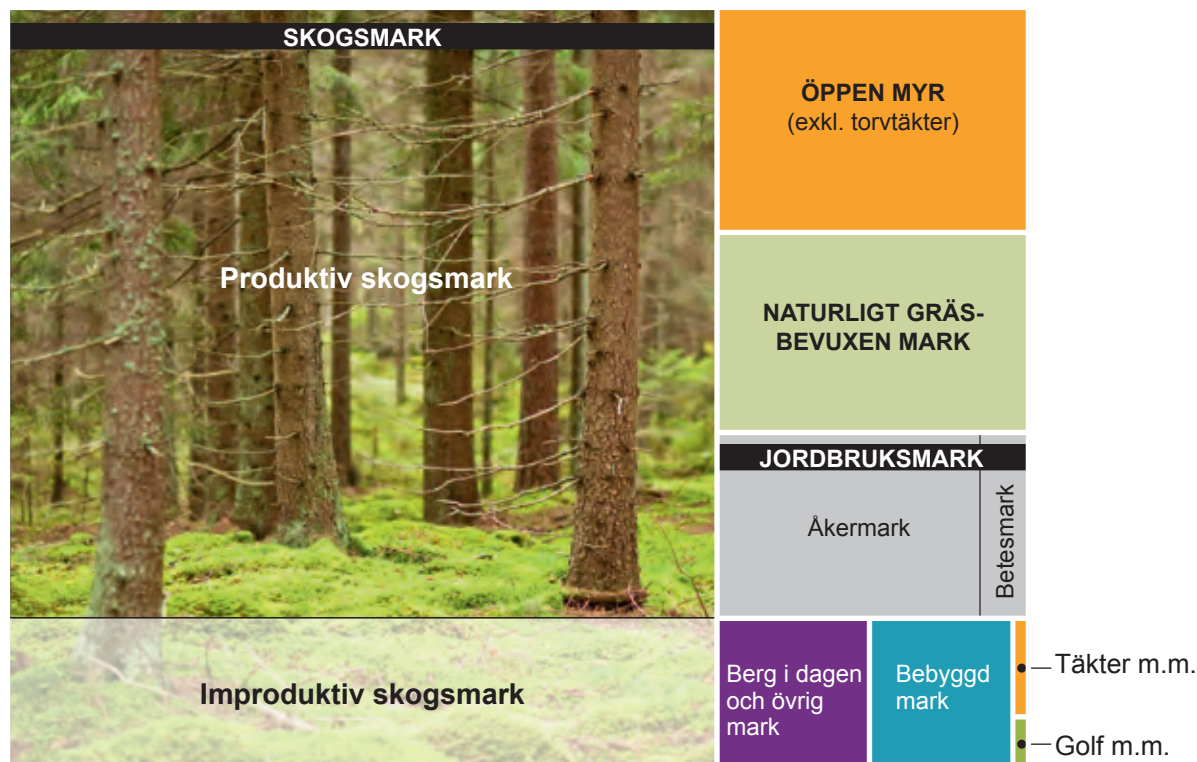 SKOGSMARK
Produktiv skogsmark
Improduktiv skogsmark
ÖPPEN MYR
(exkl. torvtäkter)
NATURLIGT GRÄS-
BEVUXEN MARK
JORDBRUKSMARK
Åkermark
Betesmark
Berg i dagen
och övrig
mark
Bebyggd
mark
Täkter m.m.
Golf m.m.